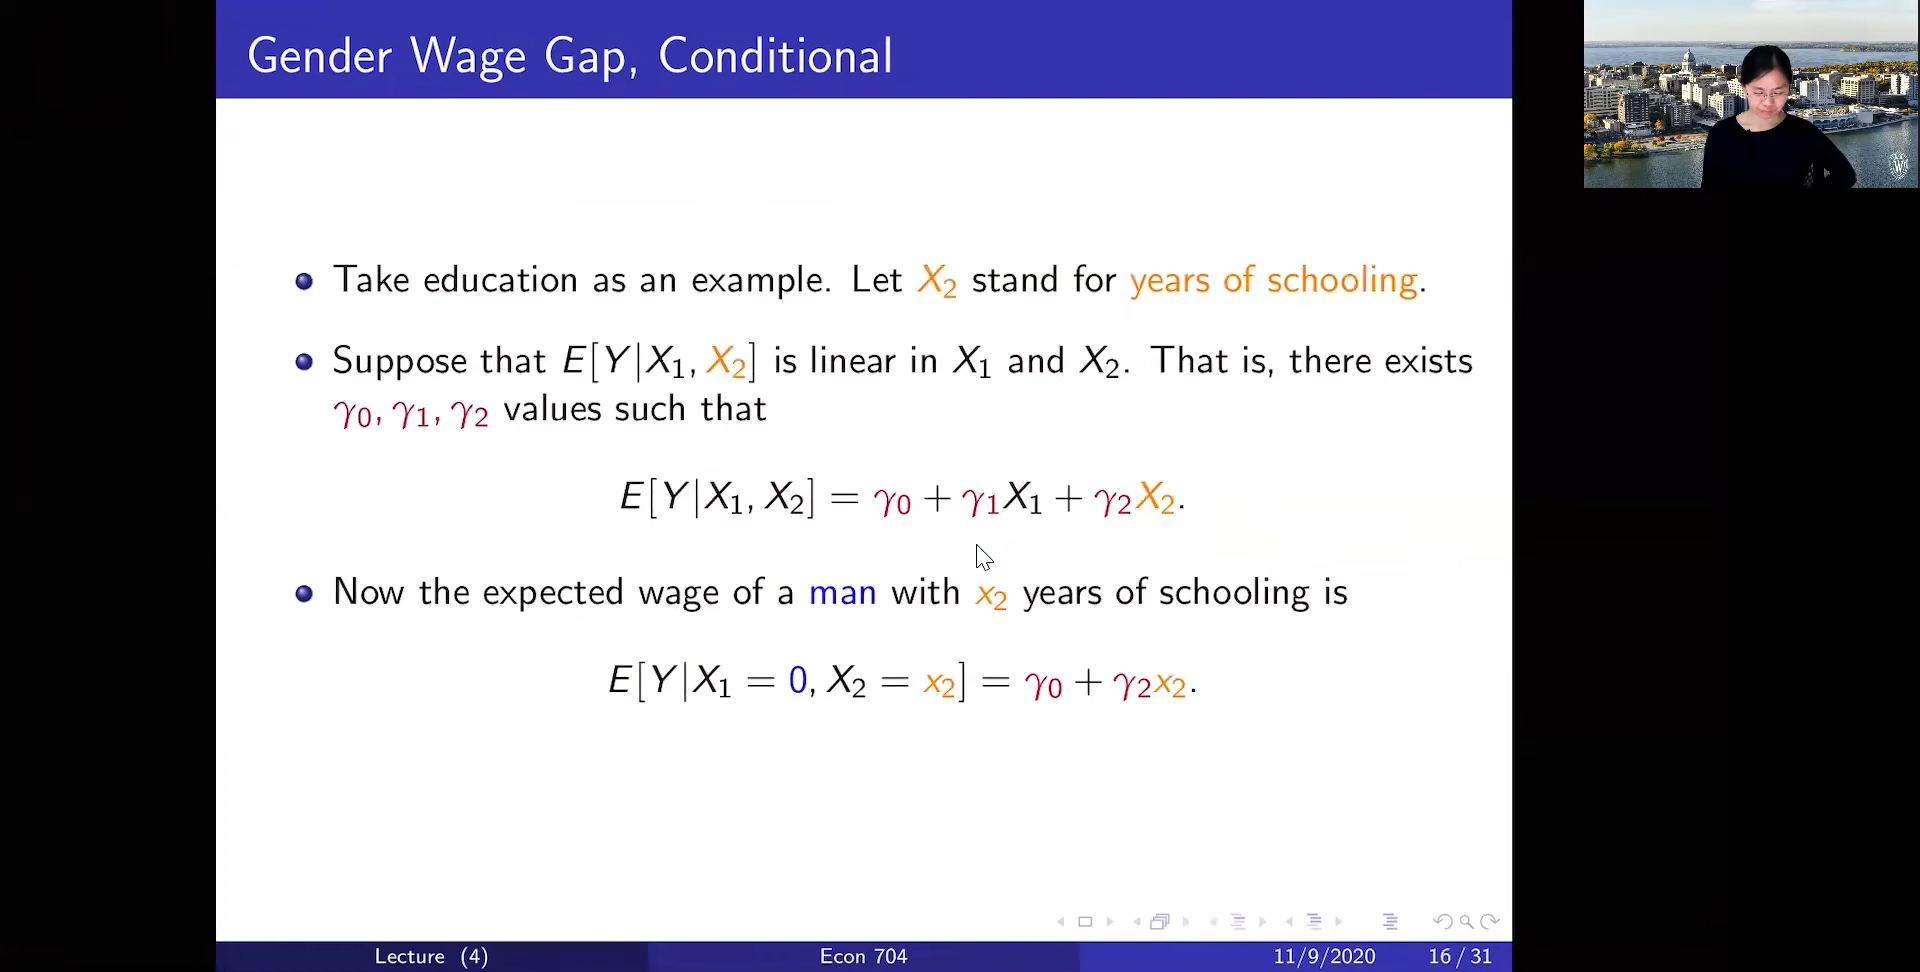 Gender Wage Gap, Conditional
Take education as an example. Let X₂ stand for years of schooling.
Suppose that E[Y|X₁, X₂] is linear in X₁ and X₂. That is, there exists
γ₀, γ₁, γ₂ values such that
E[Y|X₁, X₂] = γ₀ + γ₁X₁ + γ₂X₂.
Now the expected wage of a man with x₂ years of schooling is
E[Y|X₁ = 0, X₂ = x₂] = γ₀ + γ₂x₂.
Lecture (4) Econ 704 11/9/2020 16 / 31
W